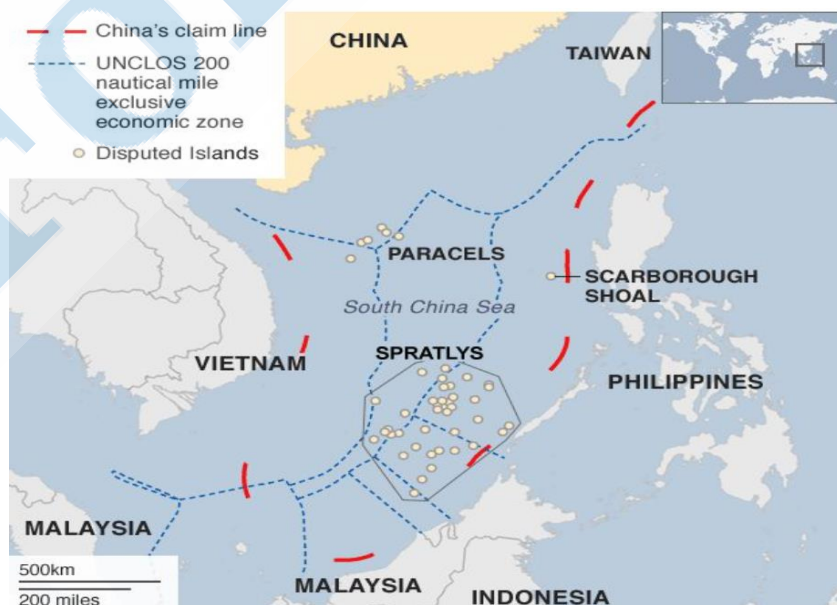 China's claim line
UNCLOS 200
nautical mile
exclusive
economic zone
Disputed Islands
CHINA
TAIWAN
PARACELS
SCARBOROUGH
SHOAL
South China Sea
SPRATLYS
VIETNAM
PHILIPPINES
MALAYSIA
500km
200 miles
MALAYSIA
INDONESIA